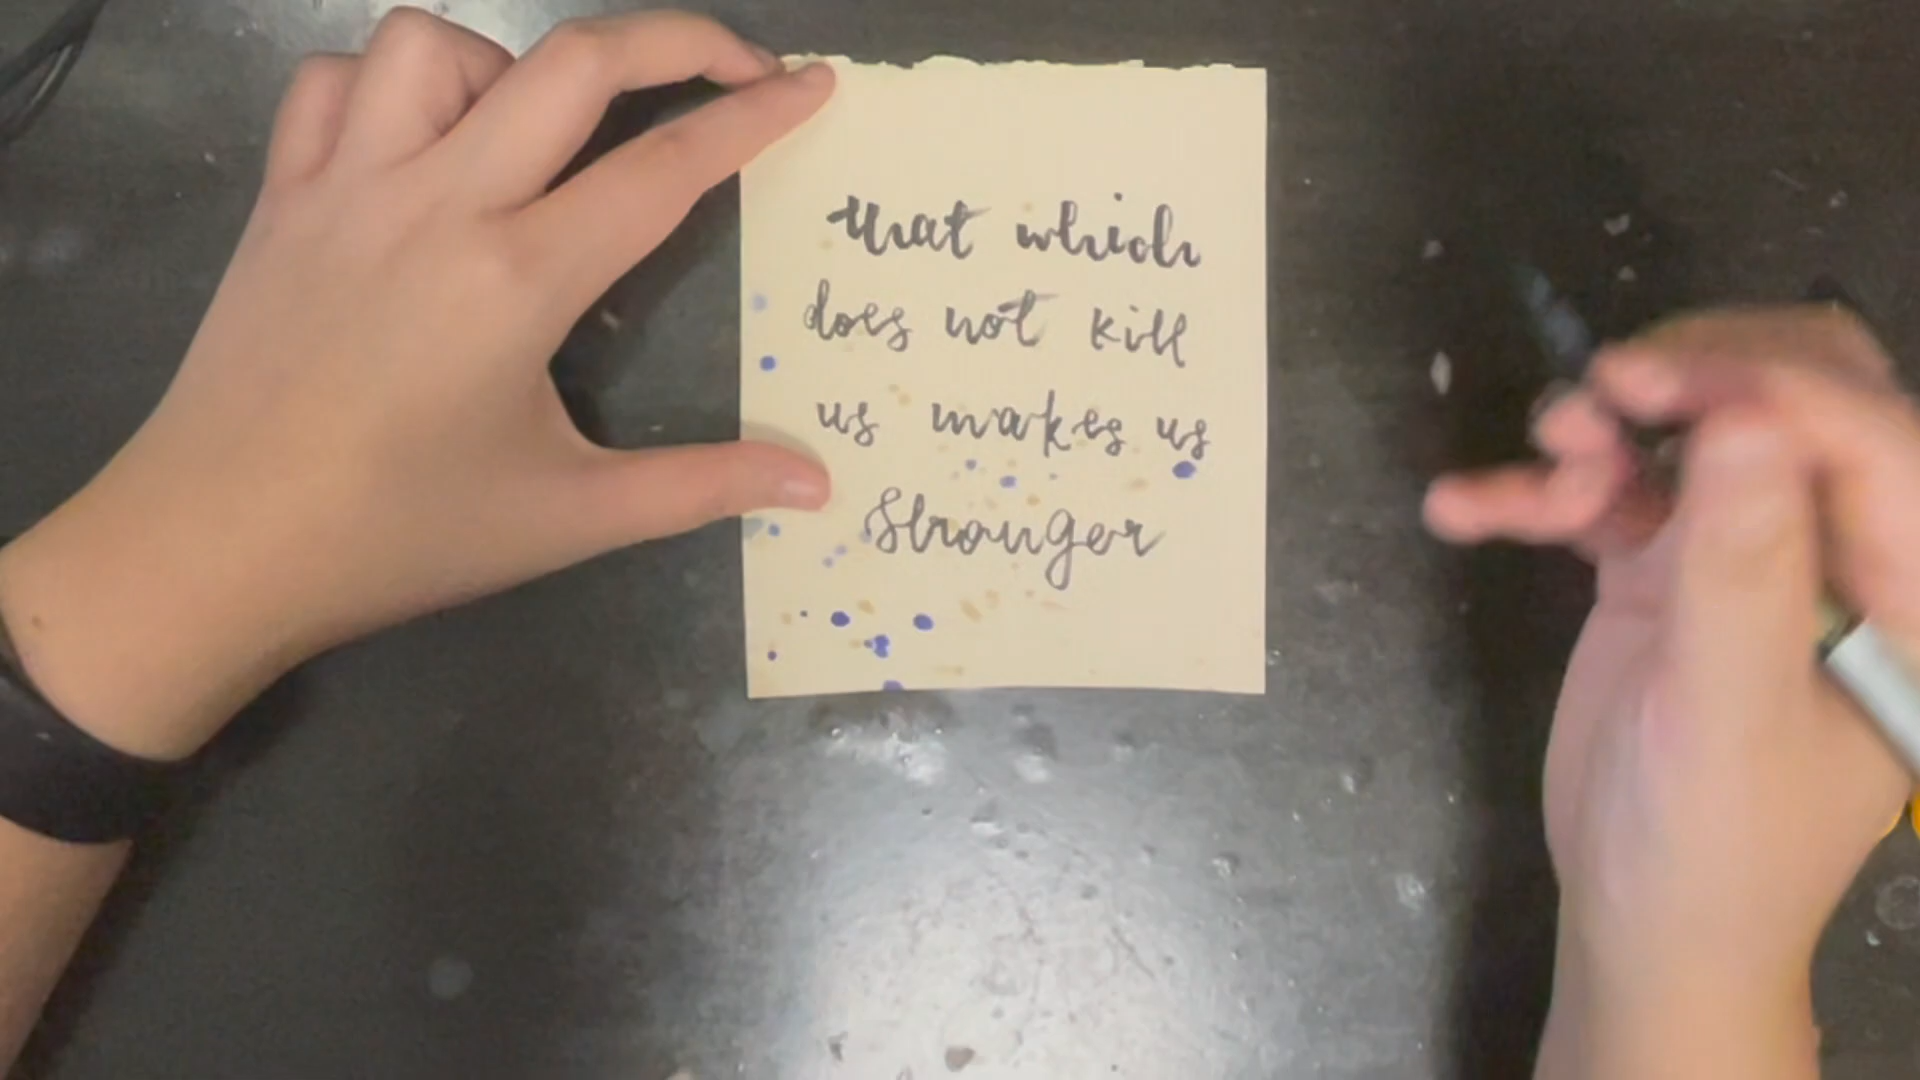 that which
does not kill
us makes us
Stronger